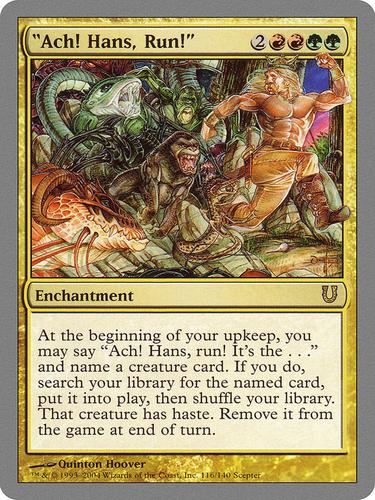 "Ach! Hans, Run!" 2
Enchantment
At the beginning of your upkeep, you
may say "Ach! Hans, run! It's the . . ."
and name a creature card. If you do,
search your library for the named card,
put it into play, then shuffle your library.
That creature has haste. Remove it from
the game at end of turn.
Quinton Hoover
™ & © 1993–2004 Wizards of the Coast, Inc. 116/140 Scepter